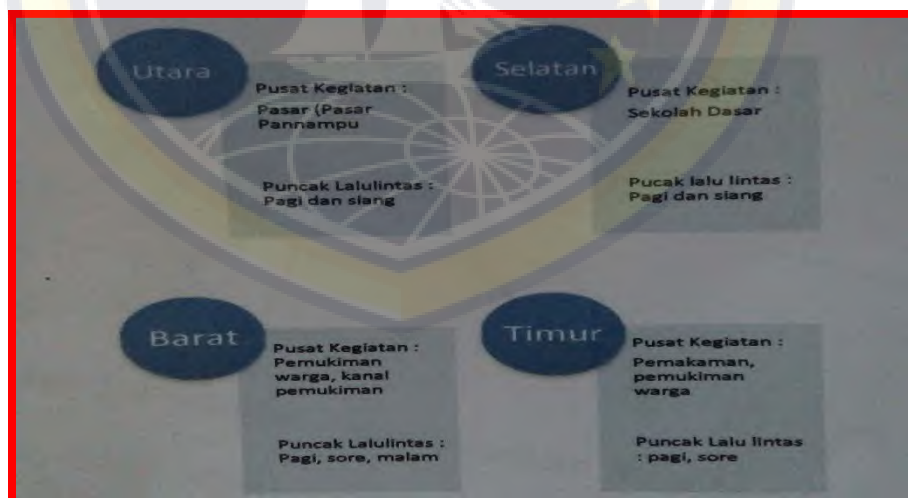 Utara
Pusat Kegiatan :
Pasar (Pasar
Pannampu
Puncak Lalulintas :
Pagi dan siang
Selatan
Pusat Kegiatan :
Sekolah Dasar
Pucak lalu lintas :
Pagi dan siang
Barat
Pusat Kegiatan :
Pemukiman
warga, kanal
pemukiman
Puncak Lalulintas :
Pagi, sore, malam
Timur
Pusat Kegiatan :
Pemakaman,
pemukiman
warga
Puncak Lalu lintas
: pagi, sore